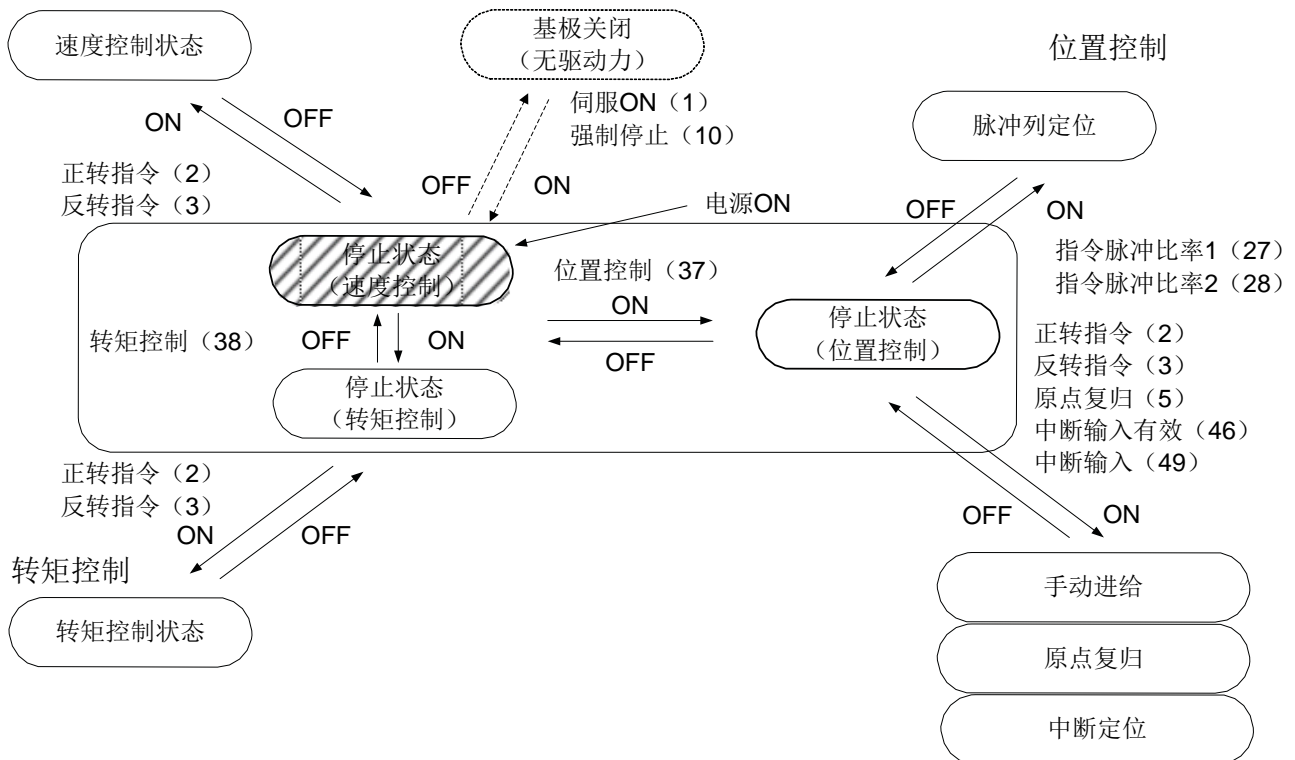 速度控制状态
基极关闭
（无驱动力）
位置控制
ON
OFF
伺服ON（1）
强制停止（10）
脉冲列定位
正转指令（2）
反转指令（3）
OFF
ON
电源ON
OFF
ON
停止状态
（速度控制）
位置控制（37）
ON
OFF
指令脉冲比率1（27）
指令脉冲比率2（28）
转矩控制（38）
OFF
ON
停止状态
（位置控制）
停止状态
（转矩控制）
正转指令（2）
反转指令（3）
原点复归（5）
中断输入有效（46）
中断输入（49）
正转指令（2）
反转指令（3）
ON
OFF
OFF
ON
转矩控制
转矩控制状态
手动进给
原点复归
中断定位